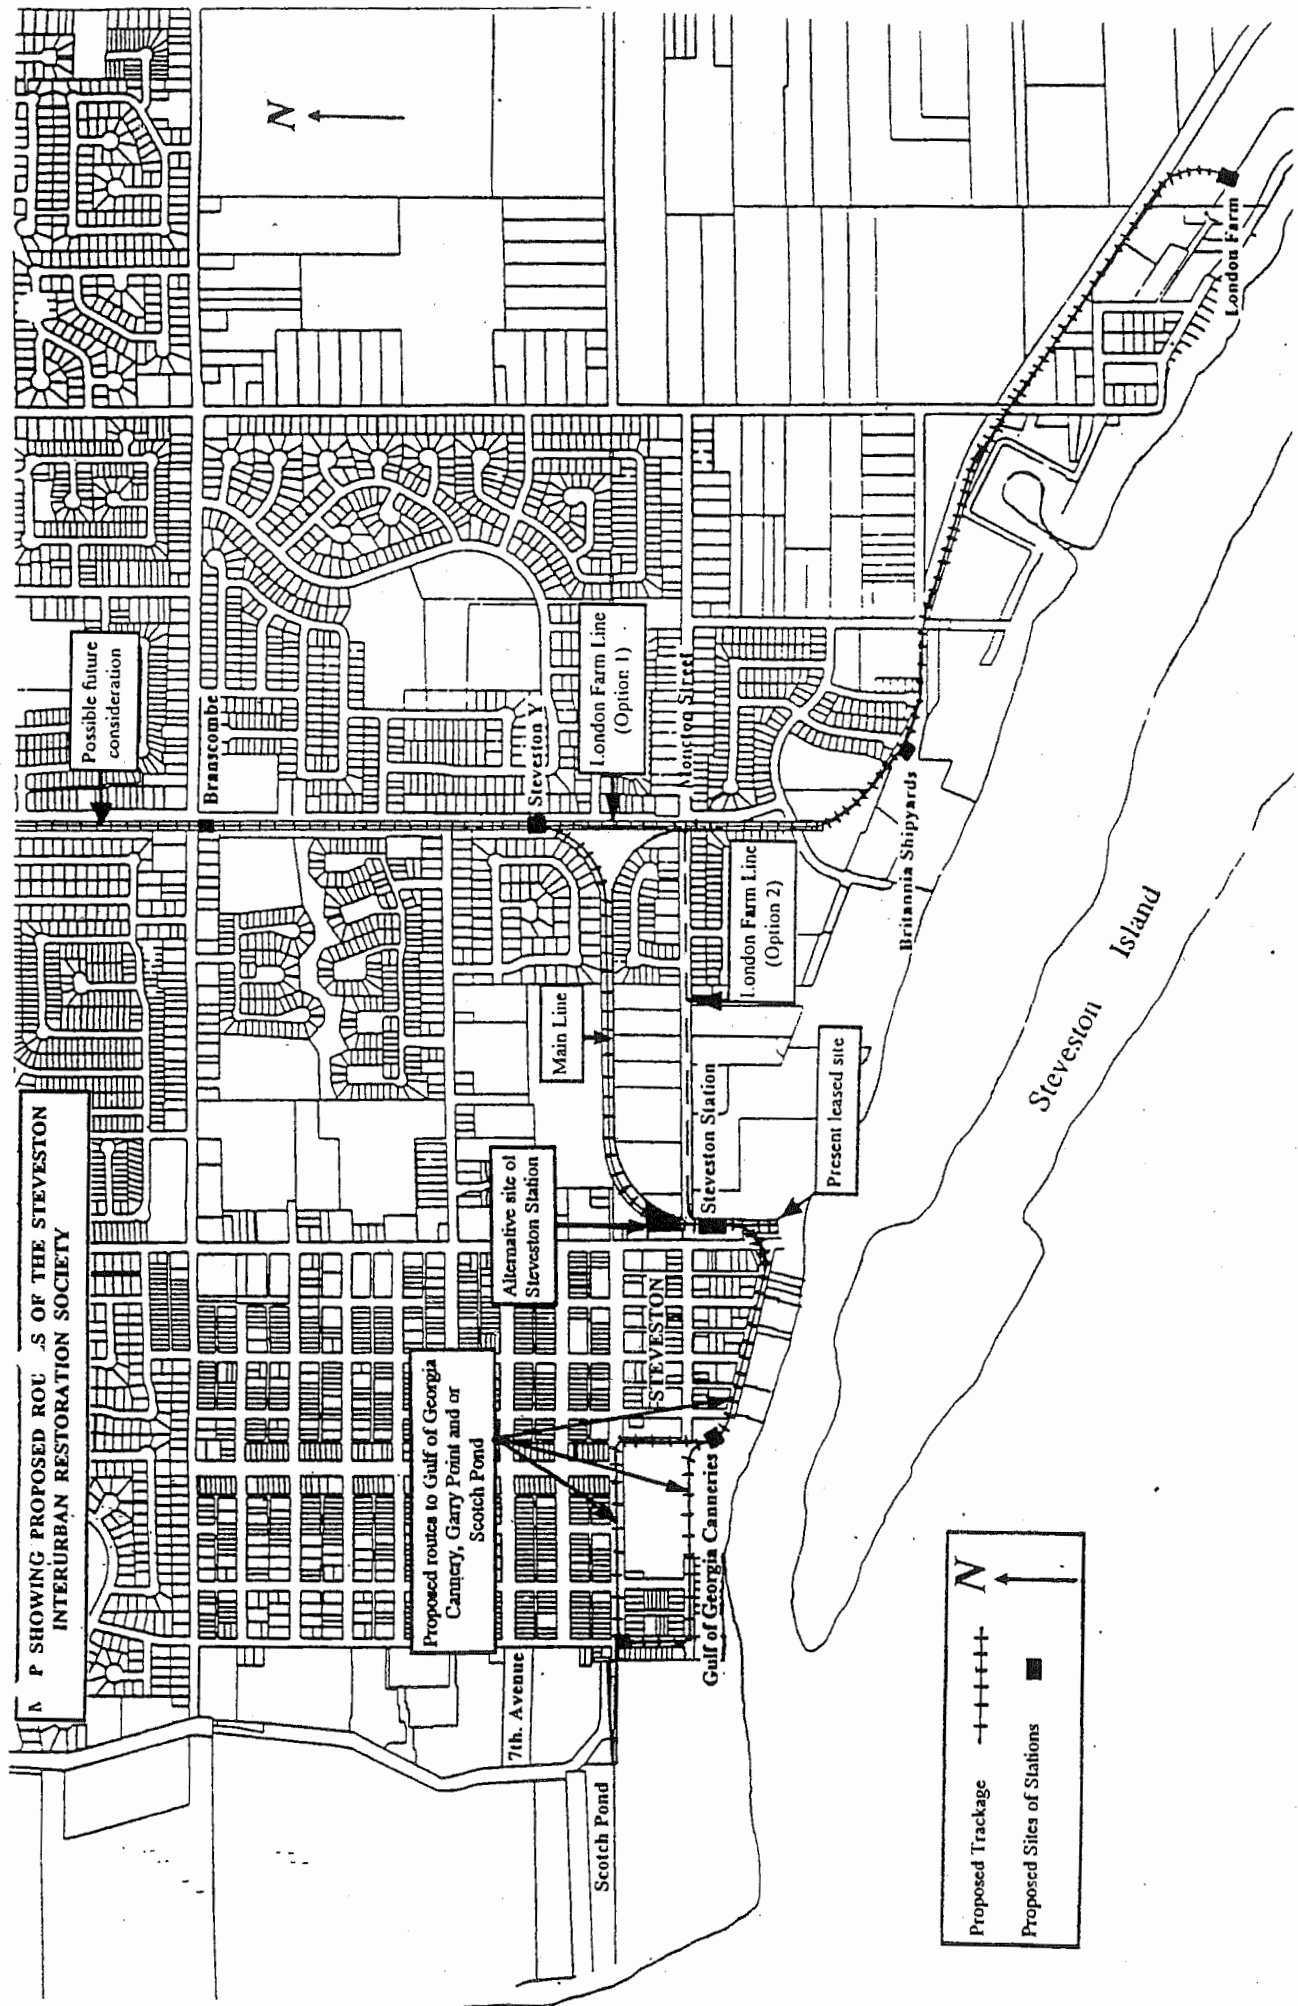 P SHOWING PROPOSED ROU S OF THE STEVESTON
INTERURBAN RESTORATION SOCIETY
N
Possible future
consideration
Branscombe
Steveston Y
London Farm Line
(Option 1)
Moncton Street
London Farm Line
(Option 2)
Main Line
Alternative site of
Steveston Station
Steveston Station
Present leased site
STEVESTON
Proposed routes to Gulf of Georgia
Cannery, Garry Point and or
Scotch Pond
7th. Avenue
Scotch Pond
Gulf of Georgia Canneries
Britannia Shipyards
London Farm
Steveston Island
Proposed Trackage
Proposed Sites of Stations
N